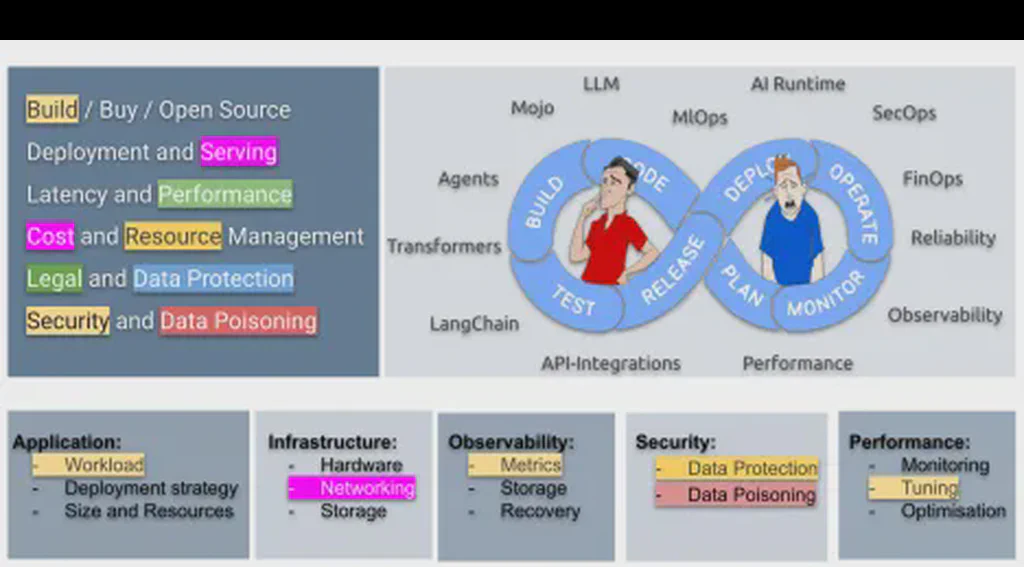 Build / Buy / Open Source
Deployment and Serving
Latency and Performance
Cost and Resource Management
Legal and Data Protection
Security and Data Poisoning
LLM
AI Runtime
Mojo
MlOps
SecOps
Agents
FinOps
Transformers
Reliability
LangChain
Observability
API-Integrations
Performance
BUILD
CODE
TEST
RELEASE
DEPLOY
OPERATE
PLAN
MONITOR
Application:
- Workload
- Deployment strategy
- Size and Resources
Infrastructure:
- Hardware
- Networking
- Storage
Observability:
- Metrics
- Storage
- Recovery
Security:
- Data Protection
- Data Poisoning
Performance:
- Monitoring
- Tuning
- Optimisation